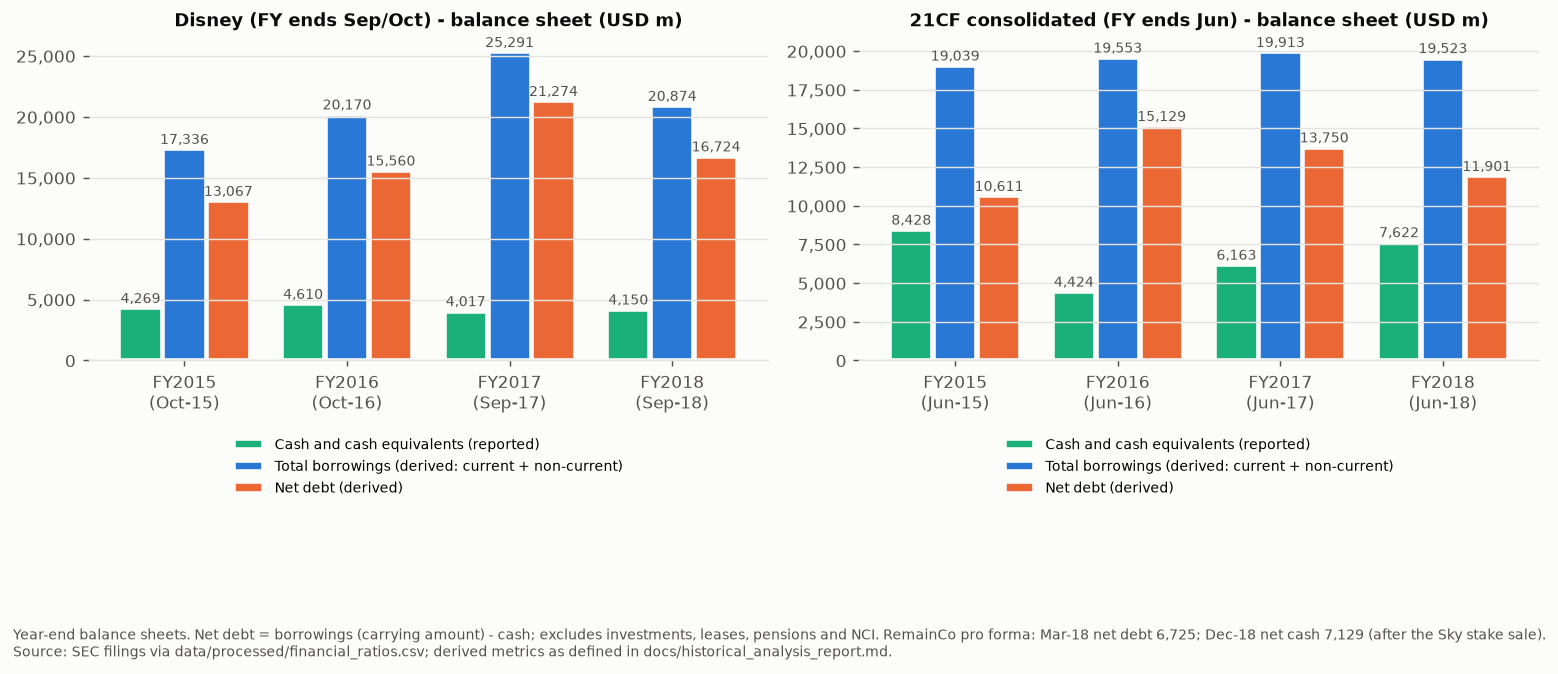 Disney (FY ends Sep/Oct) - balance sheet (USD m)
25,000
20,000
15,000
10,000
5,000
0
4,269
17,336
13,067
4,610
20,170
15,560
4,017
25,291
21,274
4,150
20,874
16,724
FY2015
(Oct-15)
FY2016
(Oct-16)
FY2017
(Sep-17)
FY2018
(Sep-18)
Cash and cash equivalents (reported)
Total borrowings (derived: current + non-current)
Net debt (derived)
21CF consolidated (FY ends Jun) - balance sheet (USD m)
20,000
17,500
15,000
12,500
10,000
7,500
5,000
2,500
0
8,428
19,039
10,611
4,424
19,553
15,129
6,163
19,913
13,750
7,622
19,523
11,901
FY2015
(Jun-15)
FY2016
(Jun-16)
FY2017
(Jun-17)
FY2018
(Jun-18)
Cash and cash equivalents (reported)
Total borrowings (derived: current + non-current)
Net debt (derived)
Year-end balance sheets. Net debt = borrowings (carrying amount) - cash; excludes investments, leases, pensions and NCI. RemainCo pro forma: Mar-18 net debt 6,725; Dec-18 net cash 7,129 (after the Sky stake sale).
Source: SEC filings via data/processed/financial_ratios.csv; derived metrics as defined in docs/historical_analysis_report.md.